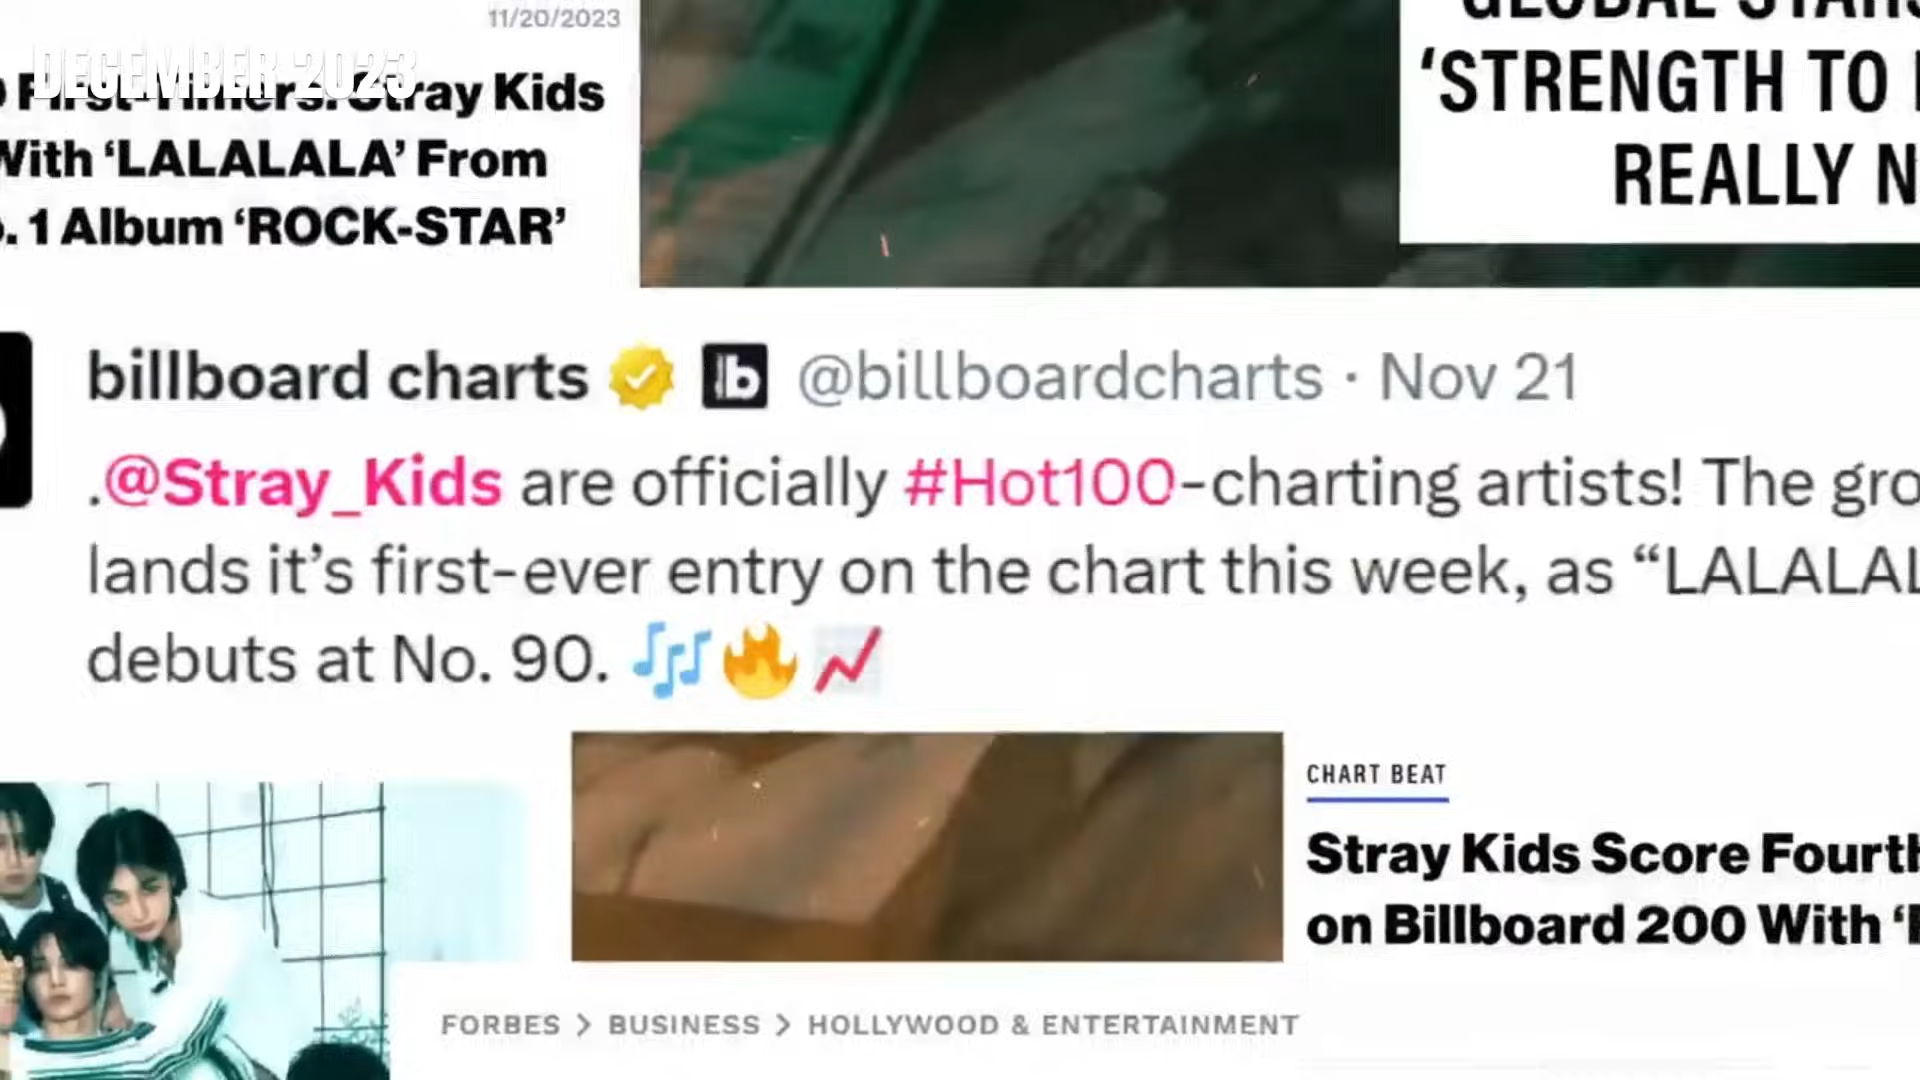 11/20/2023
DECEMBER 2023
First-Timers: Stray Kids
With ‘LALALALA’ From
. 1 Album ‘ROCK-STAR’
‘STRENGTH TO
REALLY
billboard charts b @billboardcharts · Nov 21
.@Stray_Kids are officially #Hot100-charting artists! The
lands it’s first-ever entry on the chart this week, as “LALALAL
debuts at No. 90.
CHART BEAT
Stray Kids Score Fourth
on Billboard 200 With ‘
FORBES > BUSINESS > HOLLYWOOD & ENTERTAINMENT